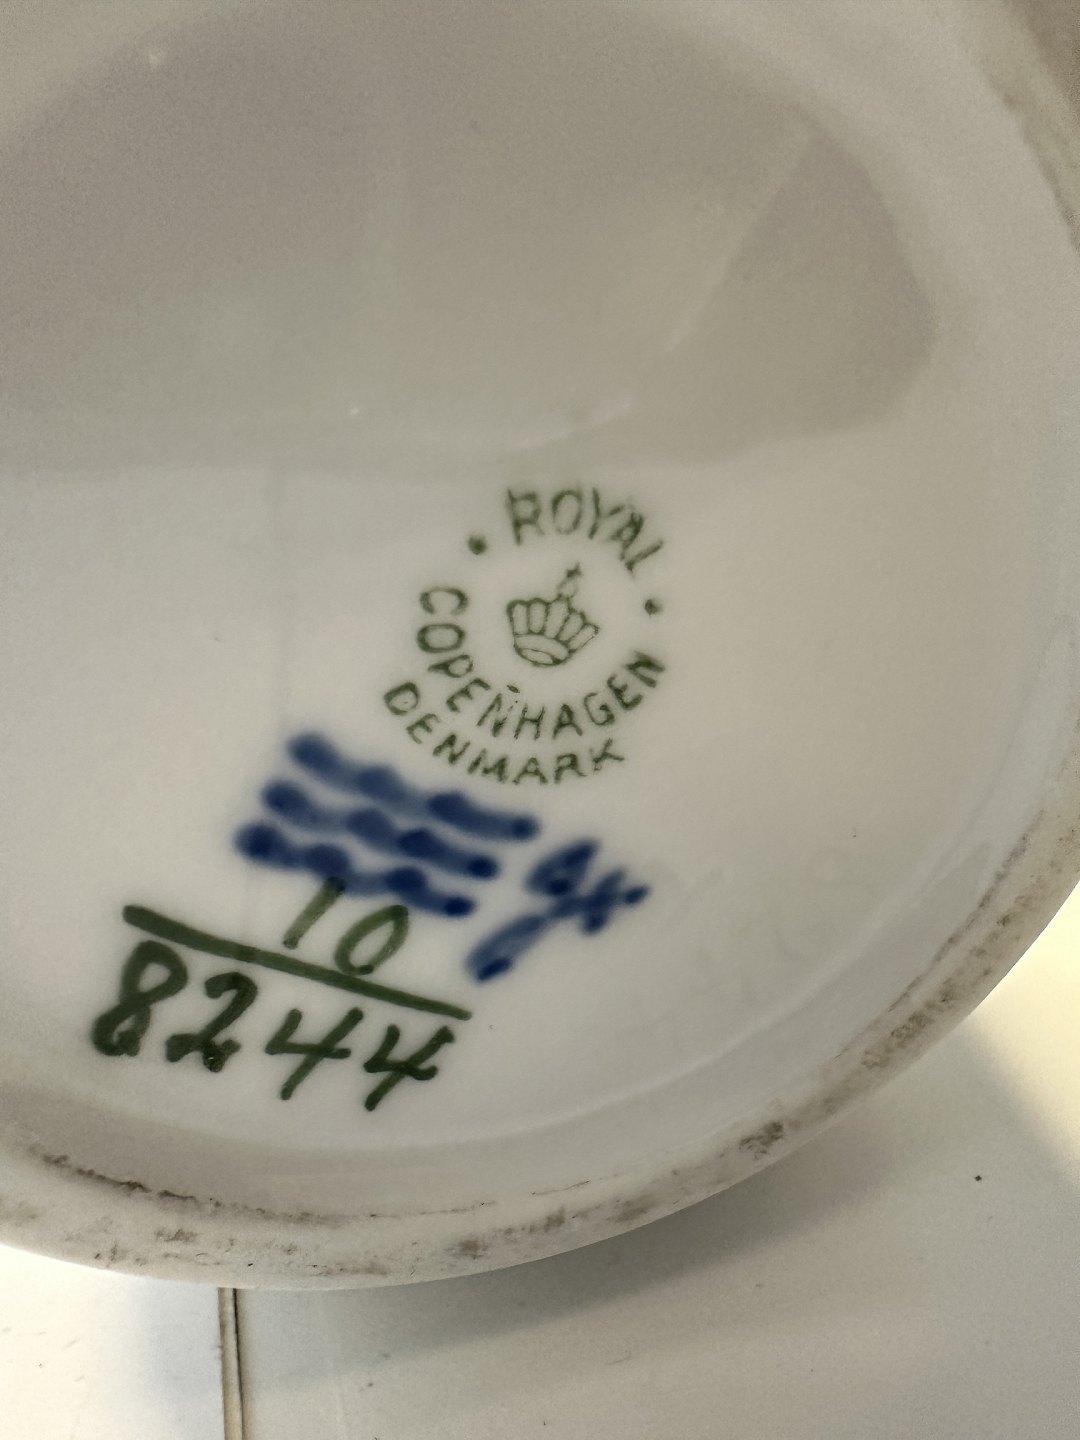 ROYAL
COPENHAGEN
DENMARK
10
8244